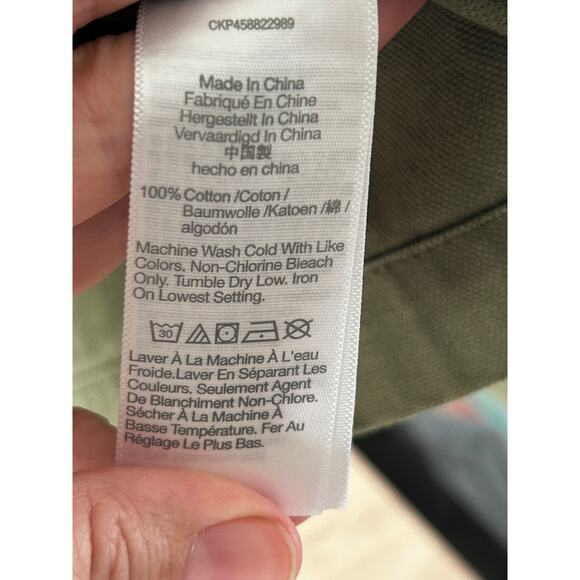 CKP458822989
Made In China
Fabriqué En Chine
Hergestellt In China
Vervaardigd In China
中国製
hecho en china
100% Cotton /Coton /
Baumwolle /Katoen /綿 /
algodón
Machine Wash Cold With Like
Colors. Non-Chlorine Bleach
Only. Tumble Dry Low. Iron
On Lowest Setting.
30
Laver À La Machine À L'eau
Froide.Laver En Séparant Les
Couleurs. Seulement Agent
De Blanchiment Non-Chlore.
Sécher À La Machine À
Basse Température. Fer Au
Réglage Le Plus Bas.